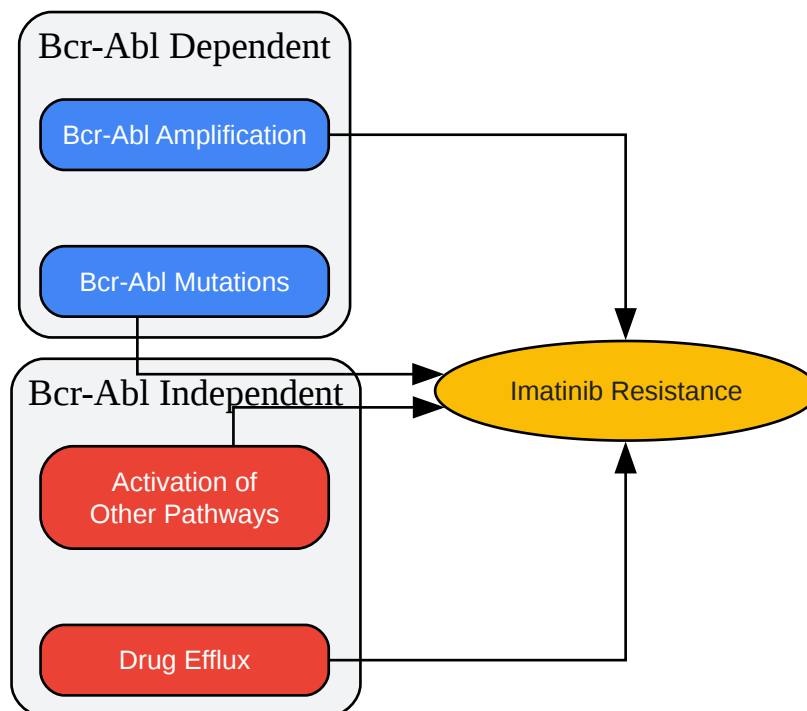 Bcr-Abl Dependent
Bcr-Abl Amplification
Bcr-Abl Mutations
Bcr-Abl Independent
Activation of
Other Pathways
Drug Efflux
Imatinib Resistance